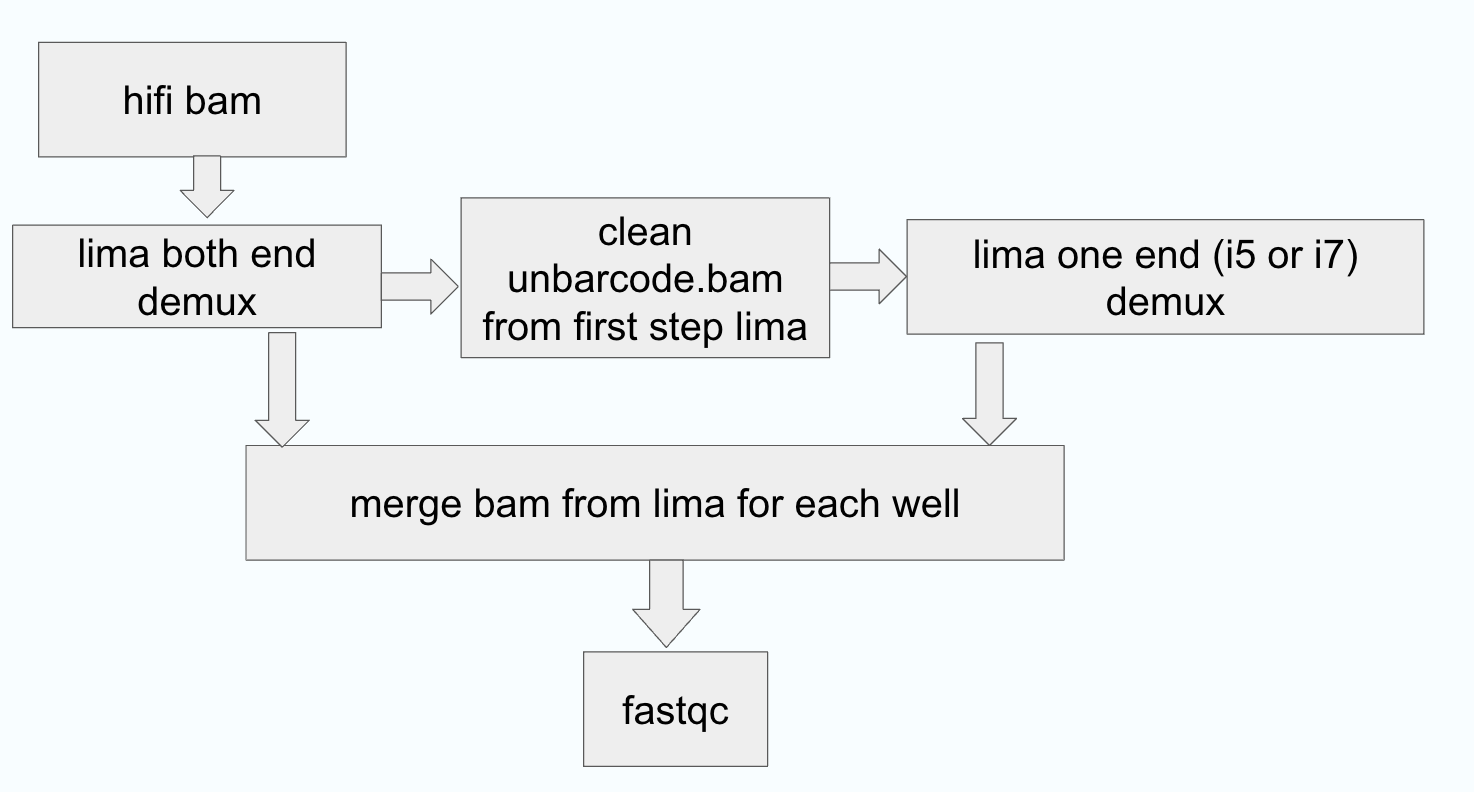 hifi bam
lima both end
demux
clean
unbarcode.bam
from first step lima
lima one end (i5 or i7)
demux
merge bam from lima for each well
fastqc